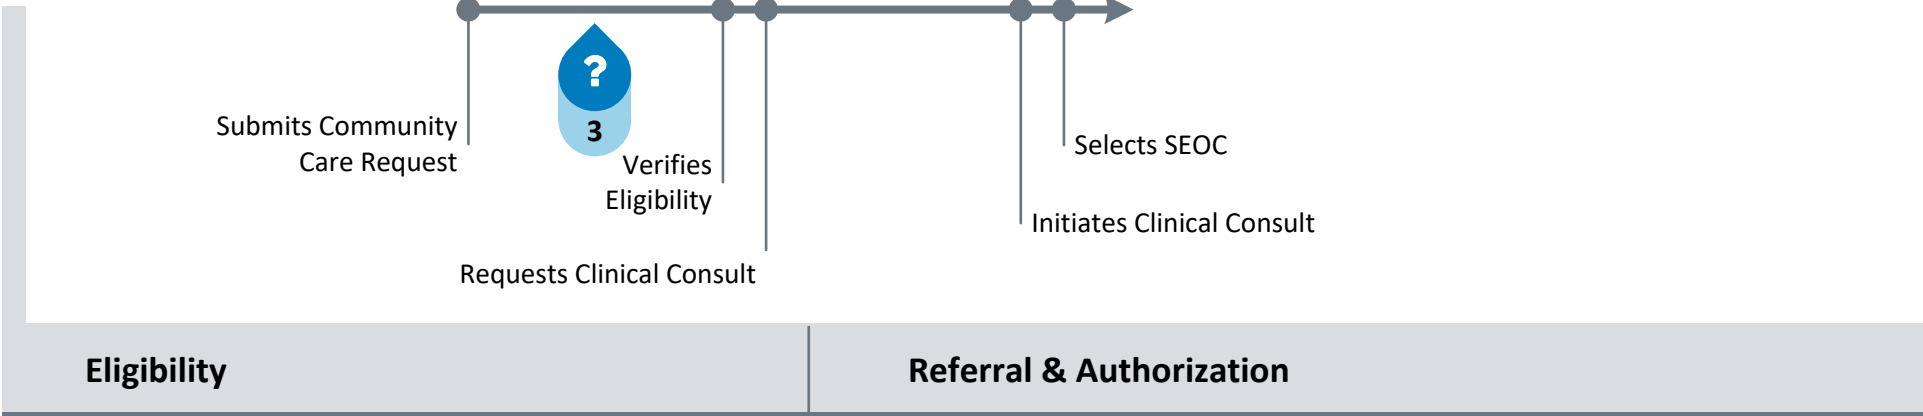 ?
3
Submits Community
Care Request
Verifies
Eligibility
Requests Clinical Consult
Selects SEOC
Initiates Clinical Consult
Eligibility
Referral & Authorization